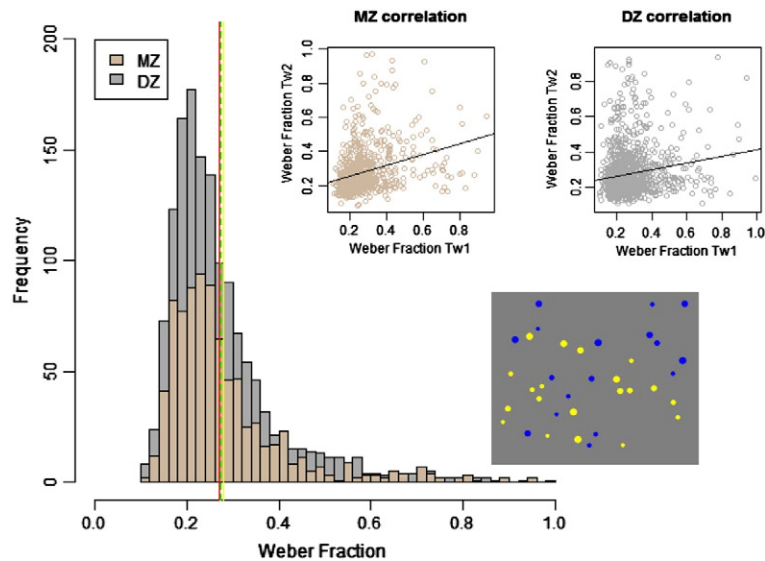 MZ correlation
DZ correlation
200
150
100
50
0
Frequency
MZ
DZ
1.0
0.8
0.6
0.4
0.2
Weber Fraction Tw2
0.2 0.4 0.6 0.8
Weber Fraction Tw1
1.0
0.8
0.6
0.4
0.2
Weber Fraction Tw2
0.2 0.4 0.6 0.8 1.0
Weber Fraction Tw1
0.0 0.2 0.4 0.6 0.8 1.0
Weber Fraction